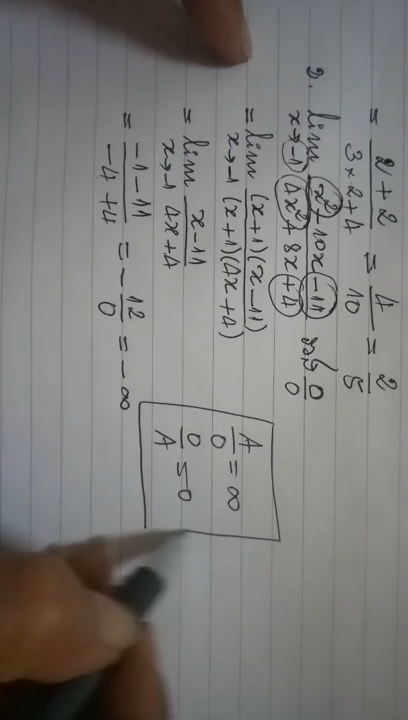 = (2+2)/(3×2+4) = 4/10 = 2/5
2. lim x→-1 (x²-10x-11)/(4x²+8x+4) 0/0
= lim x→-1 ((x+1)(x-11))/((x+1)(4x+4))
= lim x→-1 (x-11)/(4x+4)
= (-1-11)/(-4+4) = -12/0 = -∞
A/0 = ∞
0/A = 0